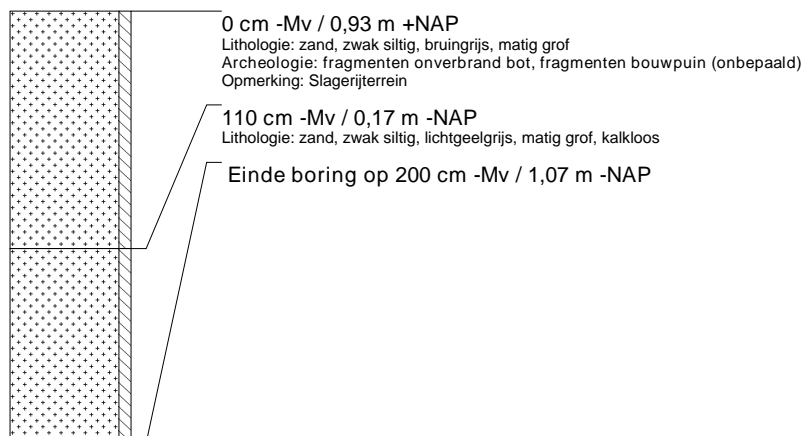 0 cm -Mv / 0,93 m +NAP
Lithologie: zand, zwak siltig, bruingrijs, matig grof
Archeologie: fragmenten onverbrand bot, fragmenten bouwpuin (onbepaald)
Opmerking: Slagerijterrein
110 cm -Mv / 0,17 m -NAP
Lithologie: zand, zwak siltig, lichtgeelgrijs, matig grof, kalkloos
Einde boring op 200 cm -Mv / 1,07 m -NAP